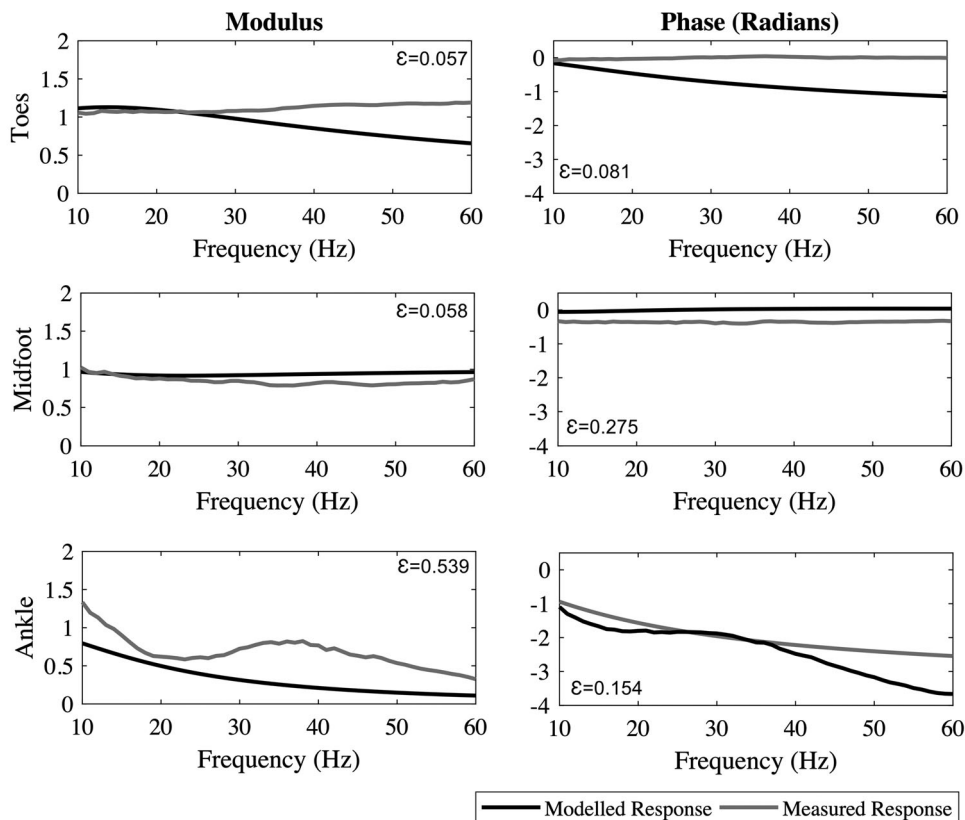 Modulus
Phase (Radians)
2
1.5
1
0.5
0
Toes
Ɛ=0.057
10 20 30 40 50 60
Frequency (Hz)
0
-1
-2
-3
-4
Ɛ=0.081
10 20 30 40 50 60
Frequency (Hz)
2
1.5
1
0.5
0
Midfoot
Ɛ=0.058
10 20 30 40 50 60
Frequency (Hz)
0
-1
-2
-3
-4
Ɛ=0.275
10 20 30 40 50 60
Frequency (Hz)
2
1.5
1
0.5
0
Ankle
Ɛ=0.539
10 20 30 40 50 60
Frequency (Hz)
0
-1
-2
-3
-4
Ɛ=0.154
10 20 30 40 50 60
Frequency (Hz)
Modelled Response Measured Response